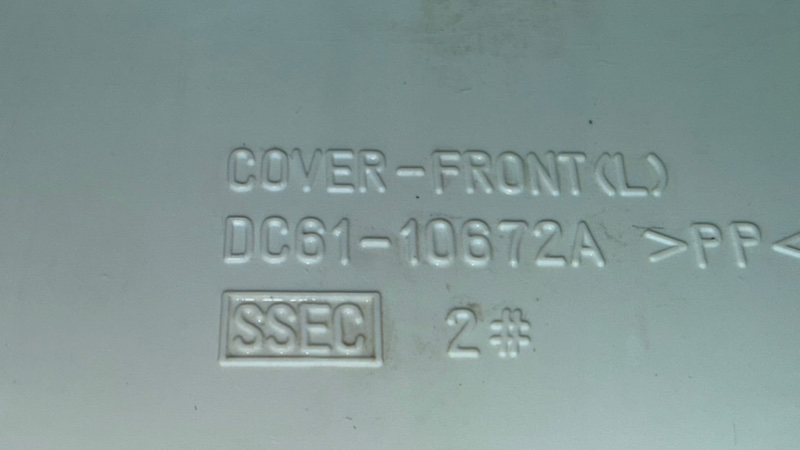 COVER-FRONT(L)
DC61-10672A >PP<
SSEC 2#